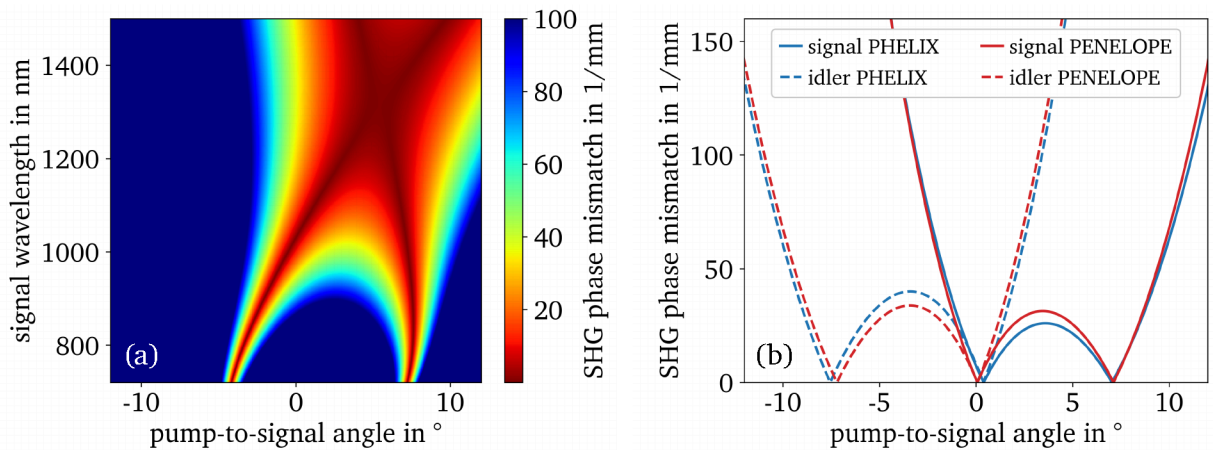 signal wavelength in nm
1400
1200
1000
800
(a)
-10
0
10
pump-to-signal angle in °
100
80
60
40
20
SHG phase mismatch in 1/mm
SHG phase mismatch in 1/mm
150
100
50
0
signal PHELIX
signal PENELOPE
idler PHELIX
idler PENELOPE
(b)
-10
-5
0
5
10
pump-to-signal angle in °